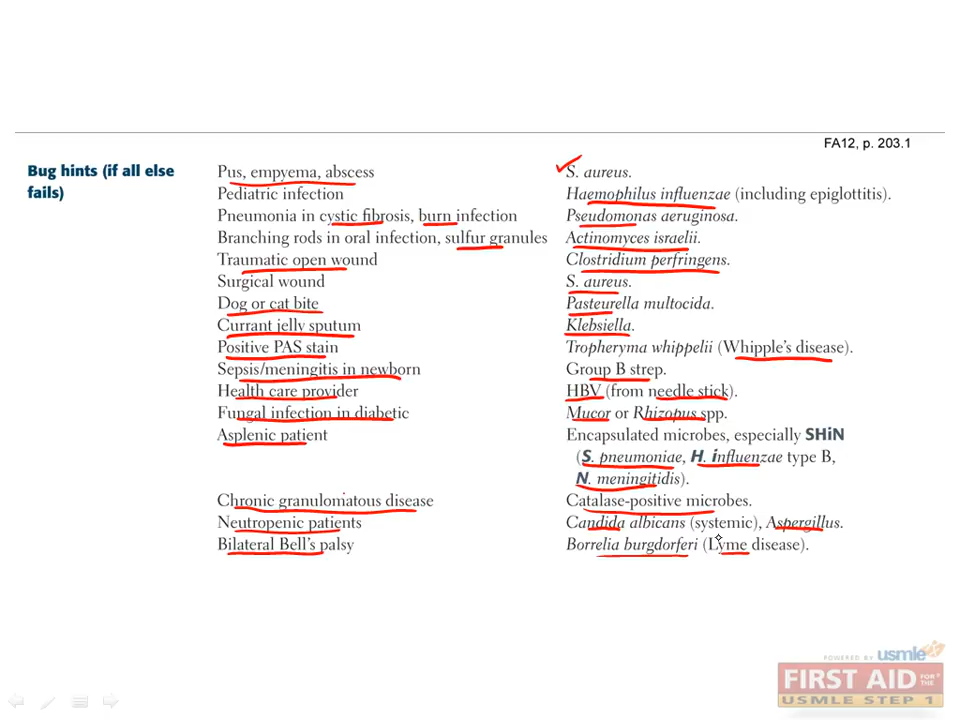 FA12, p. 203.1
Bug hints (if all else
fails)
Pus, empyema, abscess S. aureus.
Pediatric infection Haemophilus influenzae (including epiglottitis).
Pneumonia in cystic fibrosis, burn infection Pseudomonas aeruginosa.
Branching rods in oral infection, sulfur granules Actinomyces israelii.
Traumatic open wound Clostridium perfringens.
Surgical wound S. aureus.
Dog or cat bite Pasteurella multocida.
Currant jelly sputum Klebsiella.
Positive PAS stain Tropheryma whippelii (Whipple's disease).
Sepsis/meningitis in newborn Group B strep.
Health care provider HBV (from needle stick).
Fungal infection in diabetic Mucor or Rhizopus spp.
Asplenic patient Encapsulated microbes, especially SHiN
(S. pneumoniae, H. influenzae type B,
N. meningitidis).
Chronic granulomatous disease Catalase-positive microbes.
Neutropenic patients Candida albicans (systemic), Aspergillus.
Bilateral Bell's palsy Borrelia burgdorferi (Lyme disease).
POWERED BY usmle
FIRST AID FOR THE
USMLE STEP 1